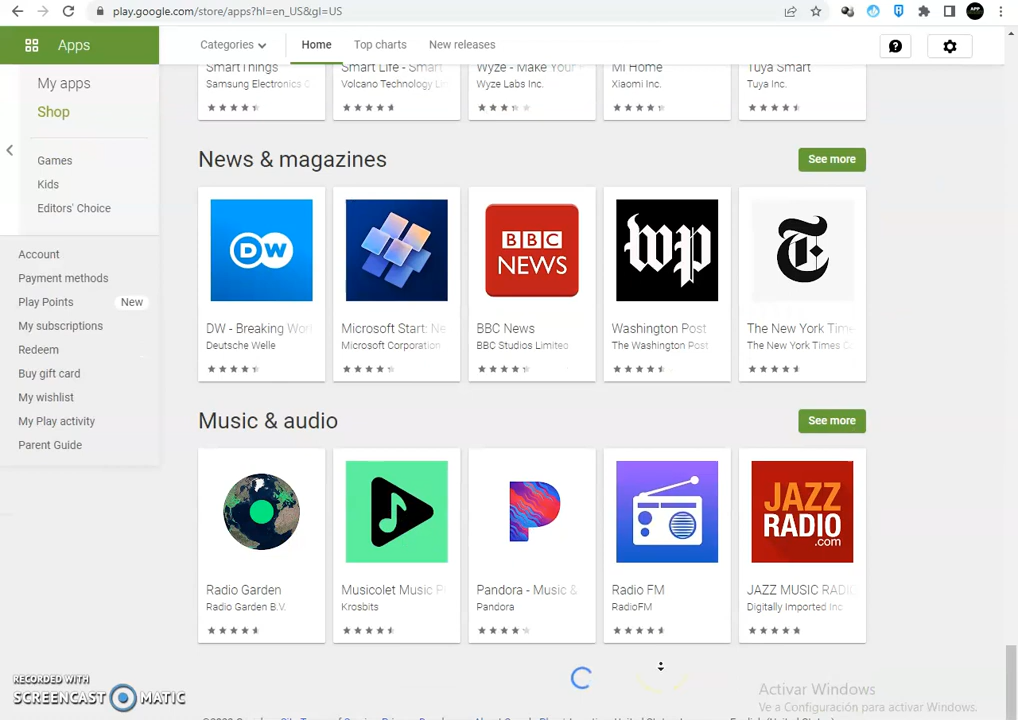 play.google.com/store/apps?hl=en_US&gl=US
Apps
Categories
Home
Top charts
New releases
My apps
Shop
Games
Kids
Editors' Choice
Account
Payment methods
Play Points New
My subscriptions
Redeem
Buy gift card
My wishlist
My Play activity
Parent Guide
SmartThings
Samsung Electronics C
Smart Life - Smart
Volcano Technology Li
Wyze - Make Your
Wyze Labs Inc.
Mi Home
Xiaomi Inc.
Tuya Smart
Tuya Inc.
News & magazines
See more
DW
BBC
NEWS
wp
T
DW - Breaking Worl
Deutsche Welle
Microsoft Start: Ne
Microsoft Corporation
BBC News
BBC Studios Limited
Washington Post
The Washington Post
The New York Time
The New York Times C
Music & audio
See more
P
JAZZ
RADIO
.com
Radio Garden
Radio Garden B.V.
Musicolet Music P
Krosbits
Pandora - Music &
Pandora
Radio FM
RadioFM
JAZZ MUSIC RADI
Digitally Imported Inc
RECORDED WITH
SCREENCAST MATIC
Activar Windows
Ve a Configuración para activar Windows.